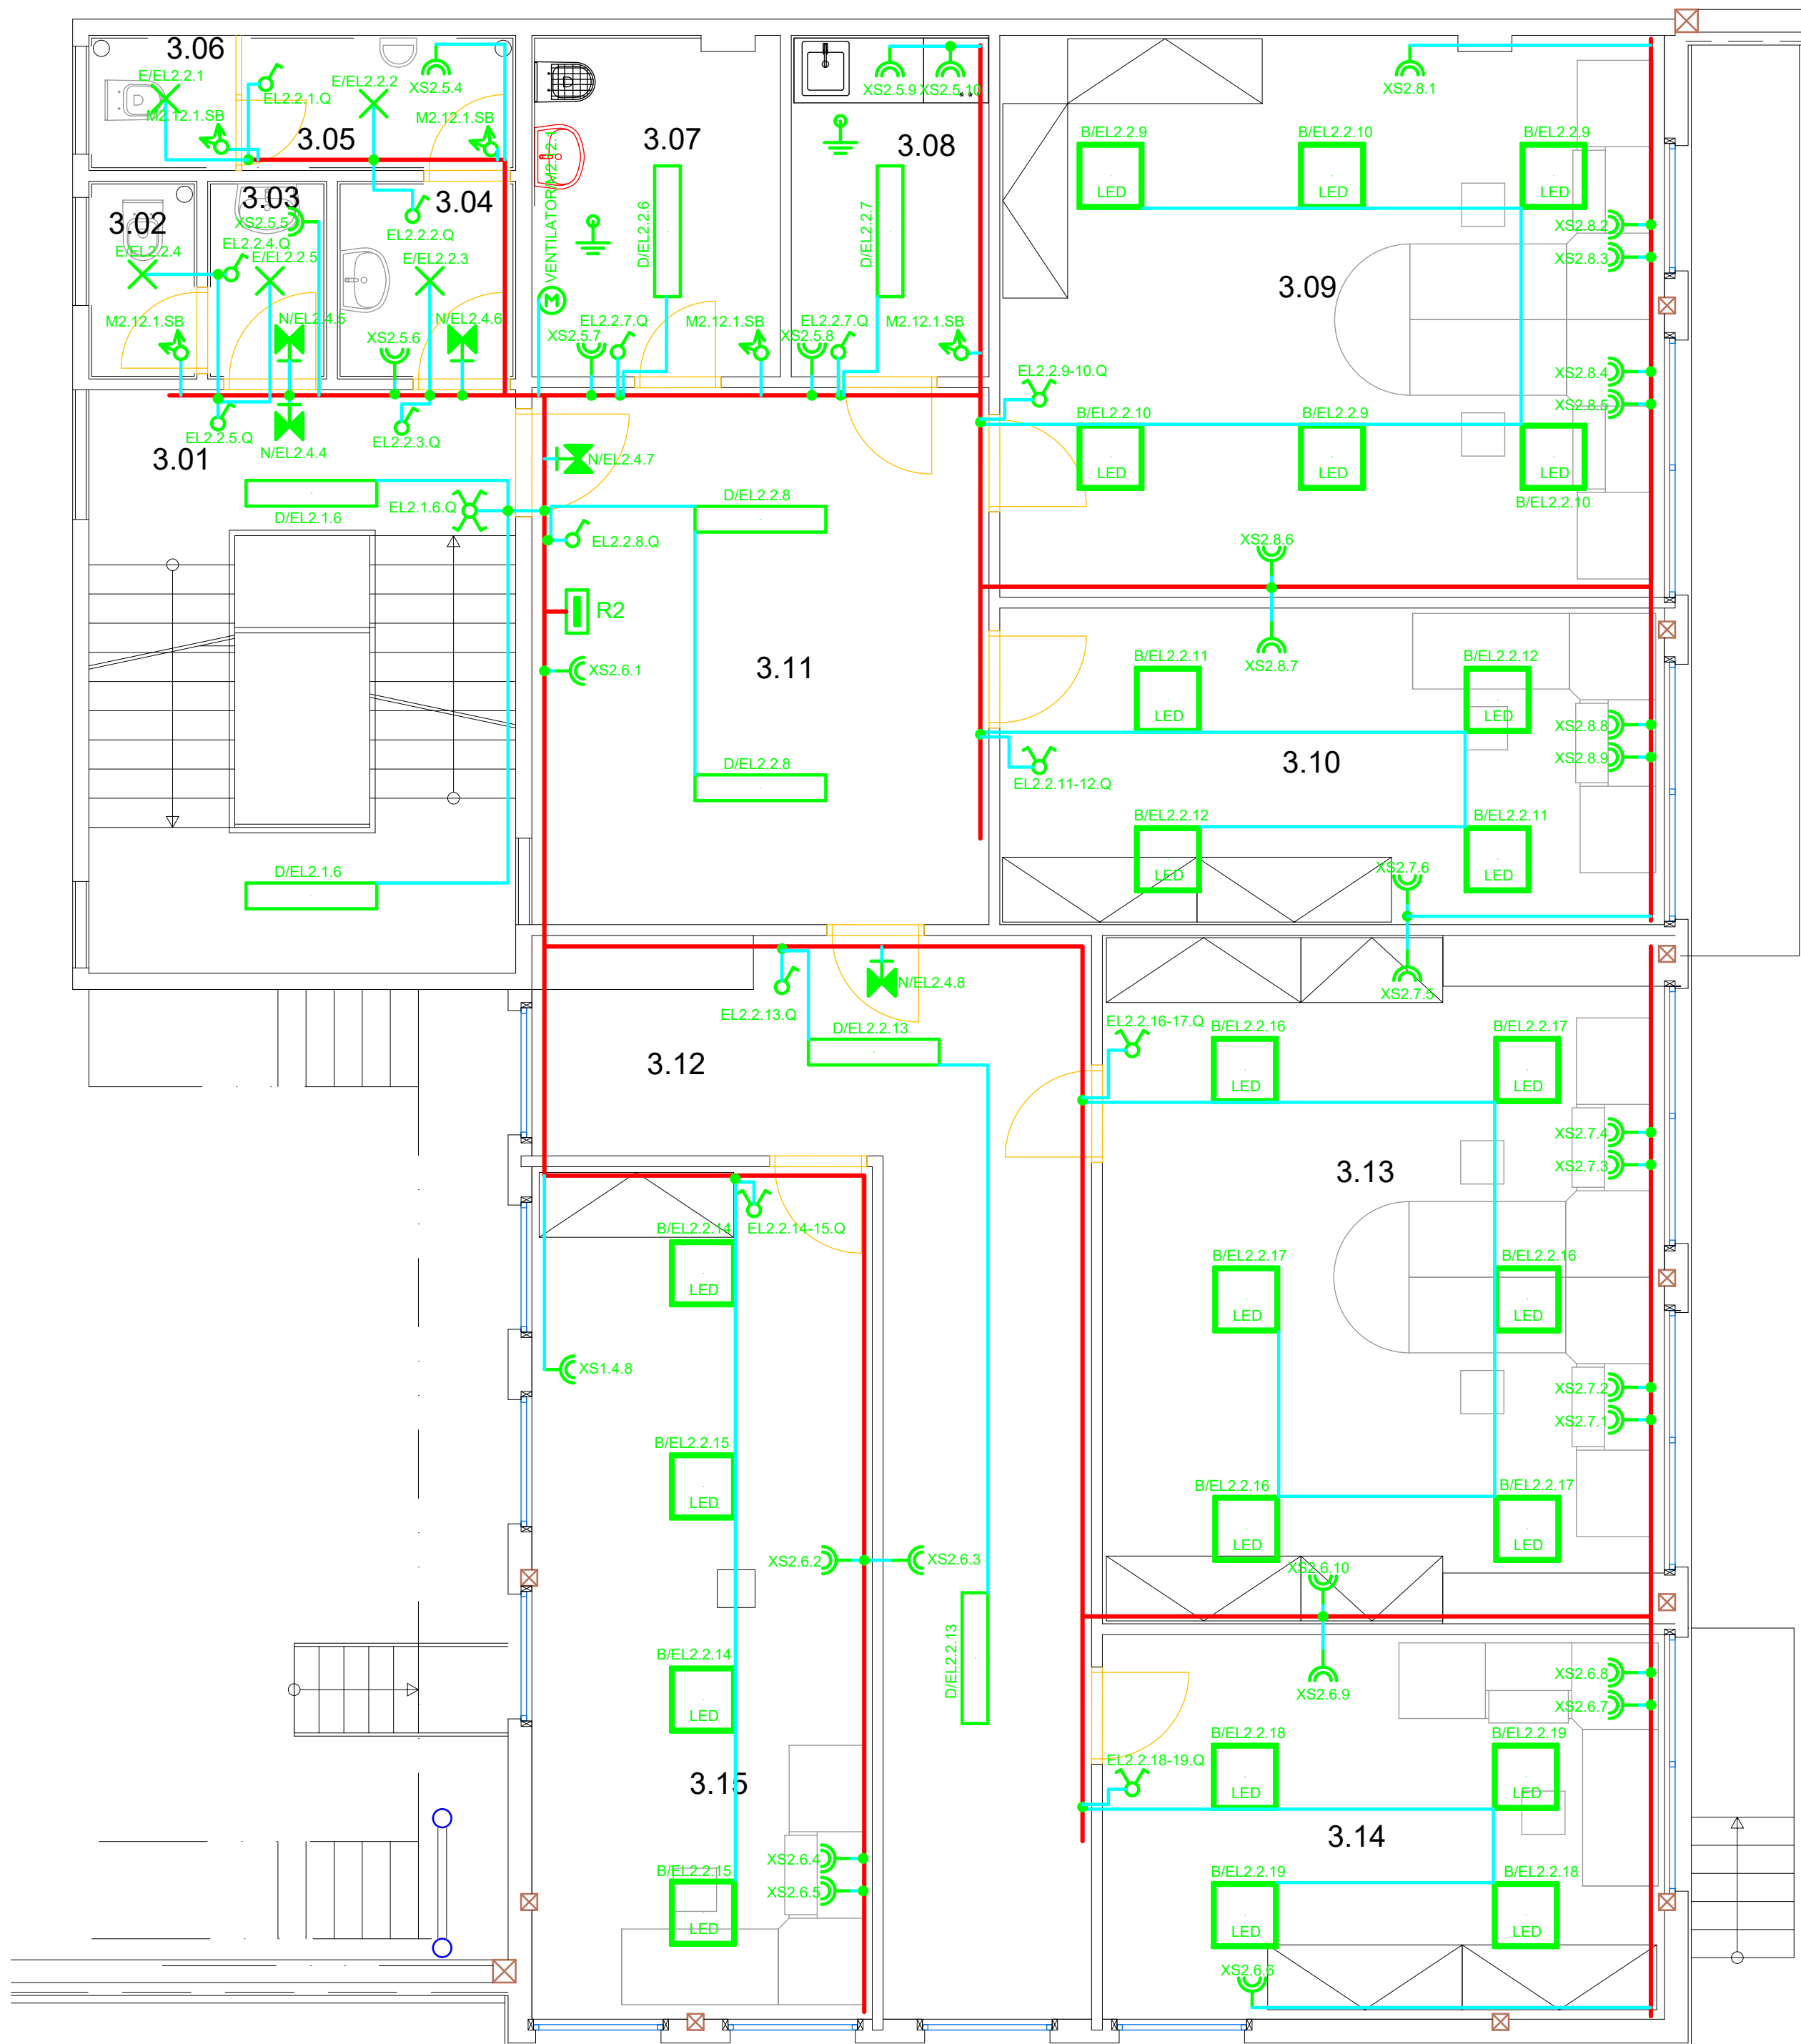 3.06
E/EL2.2.1
EL2.2.1.Q
E/EL2.2.2
XS2.5.4
M2.12.1.SB
M2.12.1.SB
3.05
3.02
3.03
3.04
XS2.5.5
EL2.2.4.Q
E/EL2.2.4
E/EL2.2.5
EL2.2.2.Q
E/EL2.2.3
M2.12.1.SB
N/EL2.4.5
XS2.5.6
N/EL2.4.6
EL2.2.5.Q
N/EL2.4.4
EL2.2.3.Q
3.01
D/EL2.1.6
EL2.1.6.Q
D/EL2.1.6
3.07
VENTILATOR/M2.12.1
M
D/EL2.2.6
XS2.5.7
EL2.2.7.Q
M2.12.1.SB
3.08
XS2.5.9
XS2.5.10
D/EL2.2.7
XS2.5.8
EL2.2.7.Q
M2.12.1.SB
XS2.8.1
B/EL2.2.9
LED
B/EL2.2.10
LED
B/EL2.2.9
LED
XS2.8.2
XS2.8.3
3.09
XS2.8.4
XS2.8.5
EL2.2.9-10.Q
B/EL2.2.10
LED
B/EL2.2.9
LED
LED
B/EL2.2.10
XS2.8.6
XS2.8.7
N/EL2.4.7
EL2.2.8.Q
D/EL2.2.8
R2
XS2.6.1
3.11
D/EL2.2.8
B/EL2.2.11
LED
B/EL2.2.12
LED
XS2.8.8
XS2.8.9
3.10
EL2.2.11-12.Q
B/EL2.2.12
LED
B/EL2.2.11
LED
XS2.7.6
XS2.7.5
N/EL2.4.8
EL2.2.13.Q
D/EL2.2.13
3.12
EL2.2.16-17.Q
B/EL2.2.16
LED
B/EL2.2.17
LED
XS2.7.4
XS2.7.3
3.13
B/EL2.2.17
LED
B/EL2.2.16
LED
XS2.7.2
XS2.7.1
B/EL2.2.16
LED
B/EL2.2.17
LED
XS2.6.10
XS2.6.9
EL2.2.14-15.Q
B/EL2.2.14
LED
XS1.4.8
B/EL2.2.15
LED
XS2.6.2
XS2.6.3
D/EL2.2.13
B/EL2.2.14
LED
3.15
B/EL2.2.15
LED
XS2.6.4
XS2.6.5
XS2.6.8
XS2.6.7
EL2.2.18-19.Q
B/EL2.2.18
LED
B/EL2.2.19
LED
3.14
B/EL2.2.19
LED
B/EL2.2.18
LED
XS2.6.6